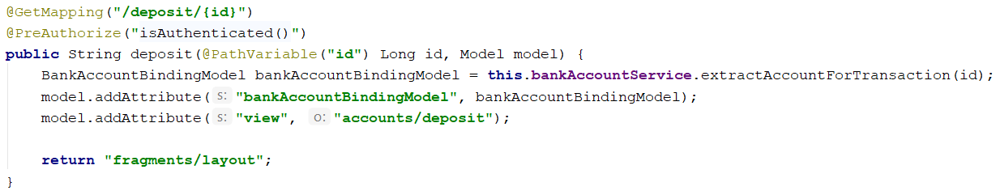 @GetMapping("/deposit/{id}")
@PreAuthorize("isAuthenticated()")
public String deposit(@PathVariable("id") Long id, Model model) {
    BankAccountBindingModel bankAccountBindingModel = this.bankAccountService.extractAccountForTransaction(id);
    model.addAttribute( s: "bankAccountBindingModel", bankAccountBindingModel);
    model.addAttribute( s: "view", o: "accounts/deposit");
    return "fragments/layout";
}